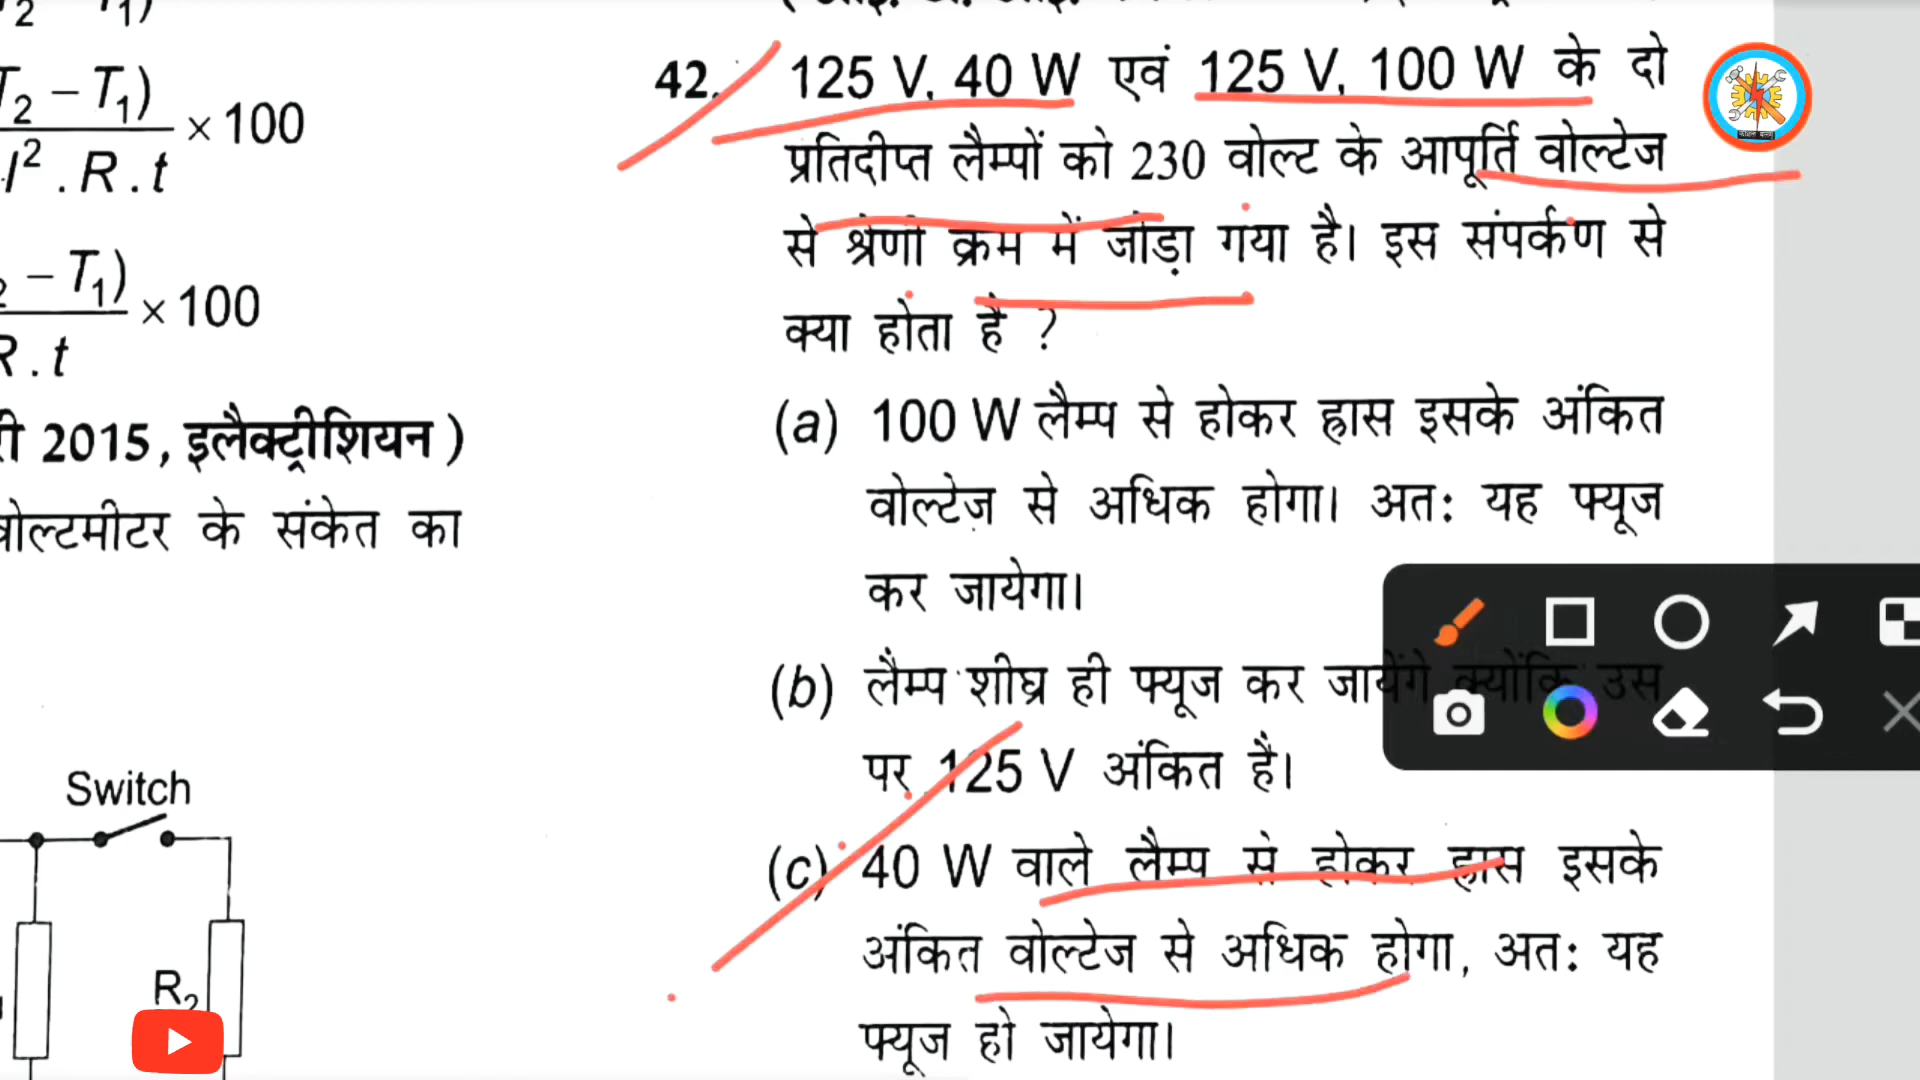 T₂ − T₁)
T₂ − T₁)
× 100
I² . R . t
− T₁)
× 100
R . t
2015, इलैक्ट्रीशियन )
वोल्टमीटर के संकेत का
Switch
R₂
42. 125 V, 40 W एवं 125 V, 100 W के दो
प्रतिदीप्त लैम्पों को 230 वोल्ट के आपूर्ति वोल्टेज
से श्रेणी क्रम में जोड़ा गया है। इस संपर्कण से
क्या होता है ?
(a) 100 W लैम्प से होकर ह्रास इसके अंकित
वोल्टेज़ से अधिक होगा। अतः यह फ्यूज
कर जायेगा।
(b) लैम्प शीघ्र ही फ्यूज कर जायेंगे क्योंकि उस
पर 125 V अंकित है।
(c) 40 W वाले लैम्प से होकर ह्रास इसके
अंकित वोल्टेज से अधिक होगा, अतः यह
फ्यूज हो जायेगा।